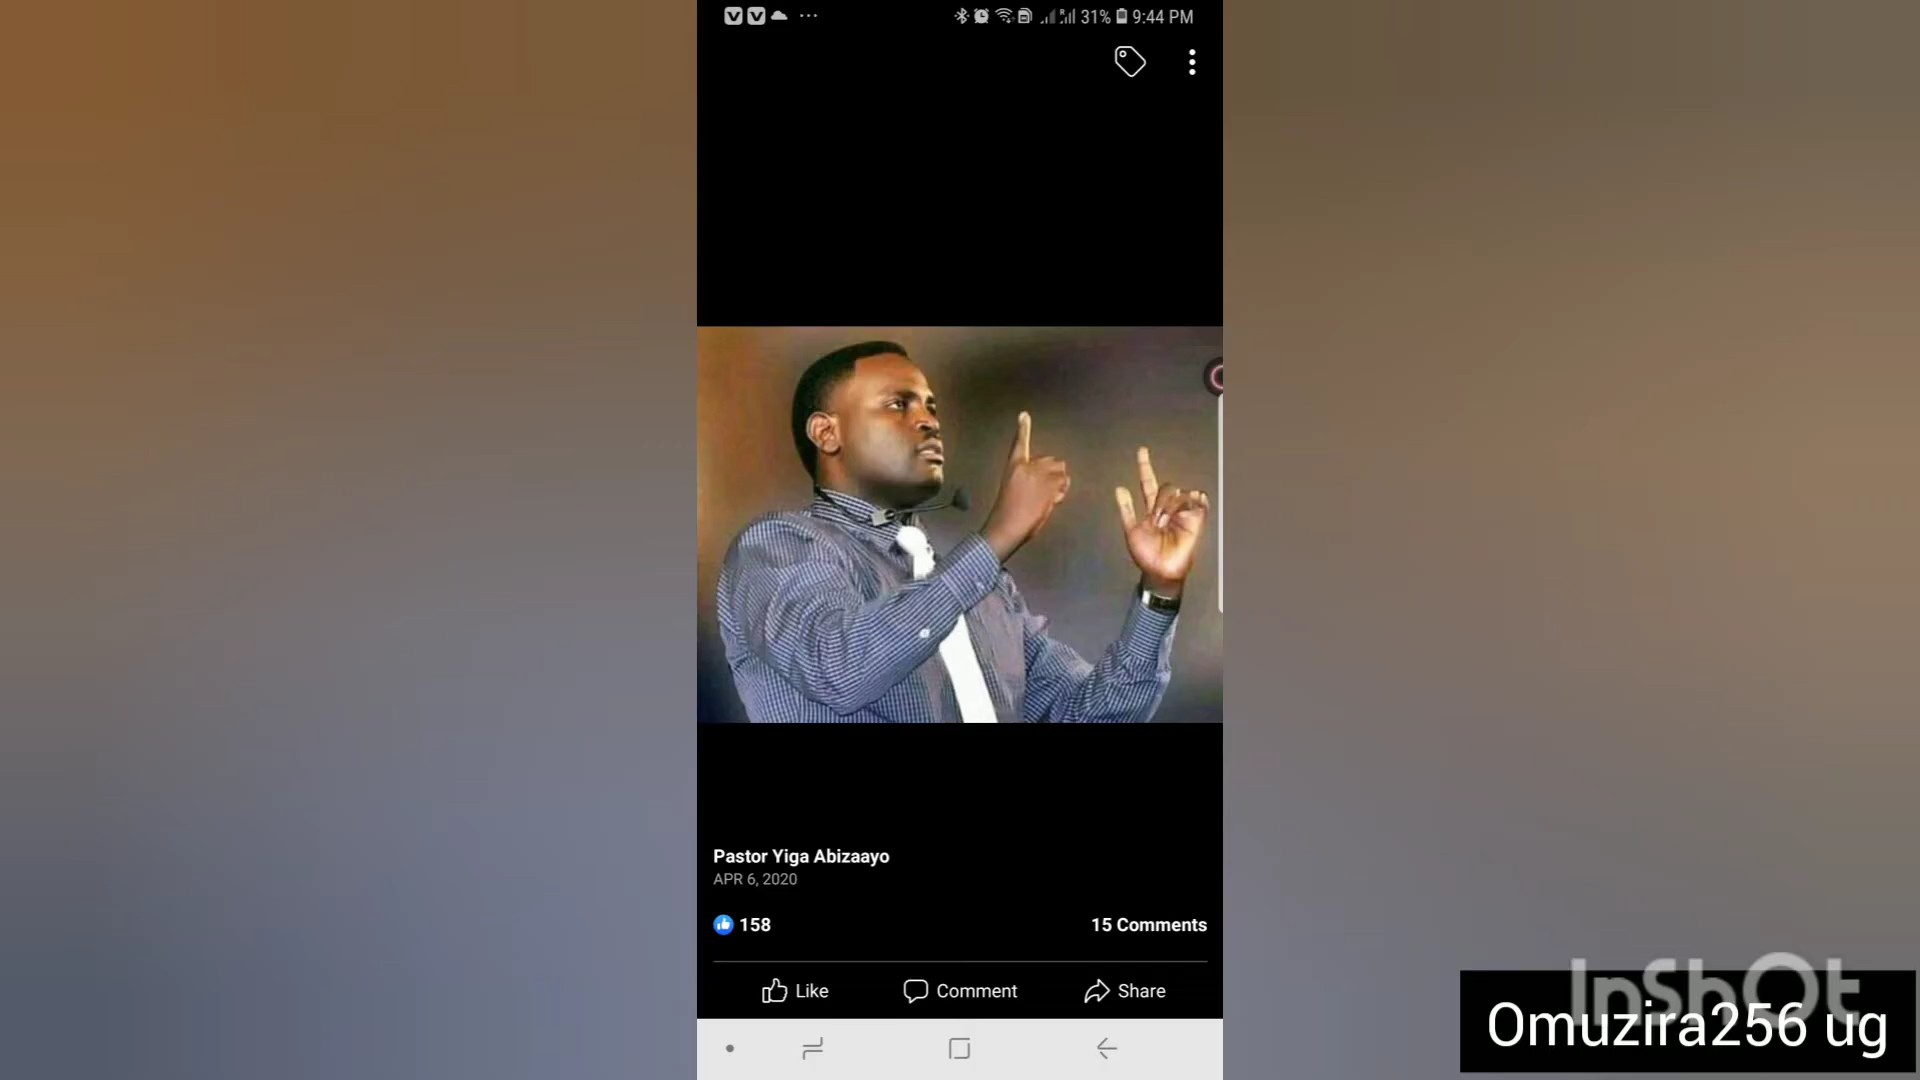 31% 9:44 PM
Pastor Yiga Abizaayo
APR 6, 2020
158
15 Comments
Like
Comment
Share
InShOt
Omuzira256 ug